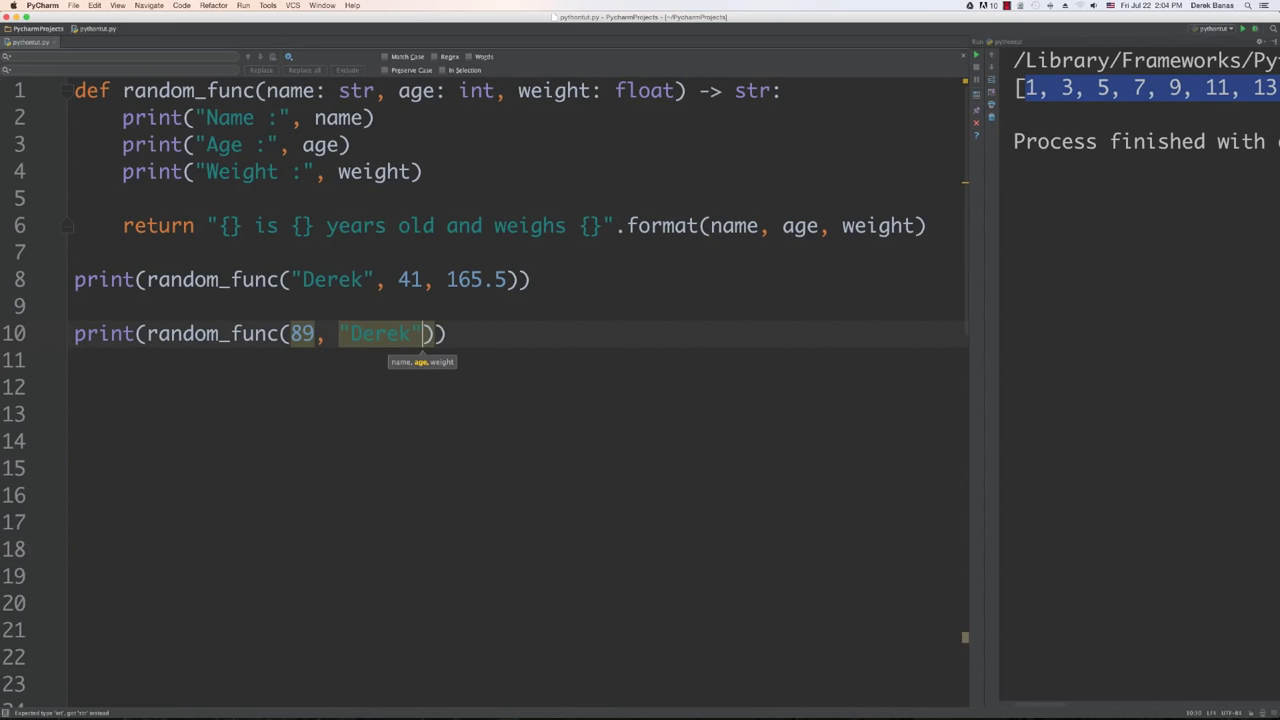 PyCharm File Edit View Navigate Code Refactor Run Tools VCS Window Help
10 Fri Jul 22 2:04 PM Derek Banas
pythontut.py - PycharmProjects - [~/PycharmProjects]
PycharmProjects pythontut.py
pythontut
pythontut.py
Run pythontut
Match Case Regex Words
Replace Replace all Exclude Preserve Case In Selection
1 def random_func(name: str, age: int, weight: float) -> str:
2 print("Name :", name)
3 print("Age :", age)
4 print("Weight :", weight)
5
6 return "{} is {} years old and weighs {}".format(name, age, weight)
7
8 print(random_func("Derek", 41, 165.5))
9
10 print(random_func(89, "Derek"))
name, age, weight
11
12
13
14
15
16
17
18
19
20
21
22
23
/Library/Frameworks/Py
[1, 3, 5, 7, 9, 11, 13
Process finished with
Expected type 'int', got 'str' instead
10:30 LF UTF-8